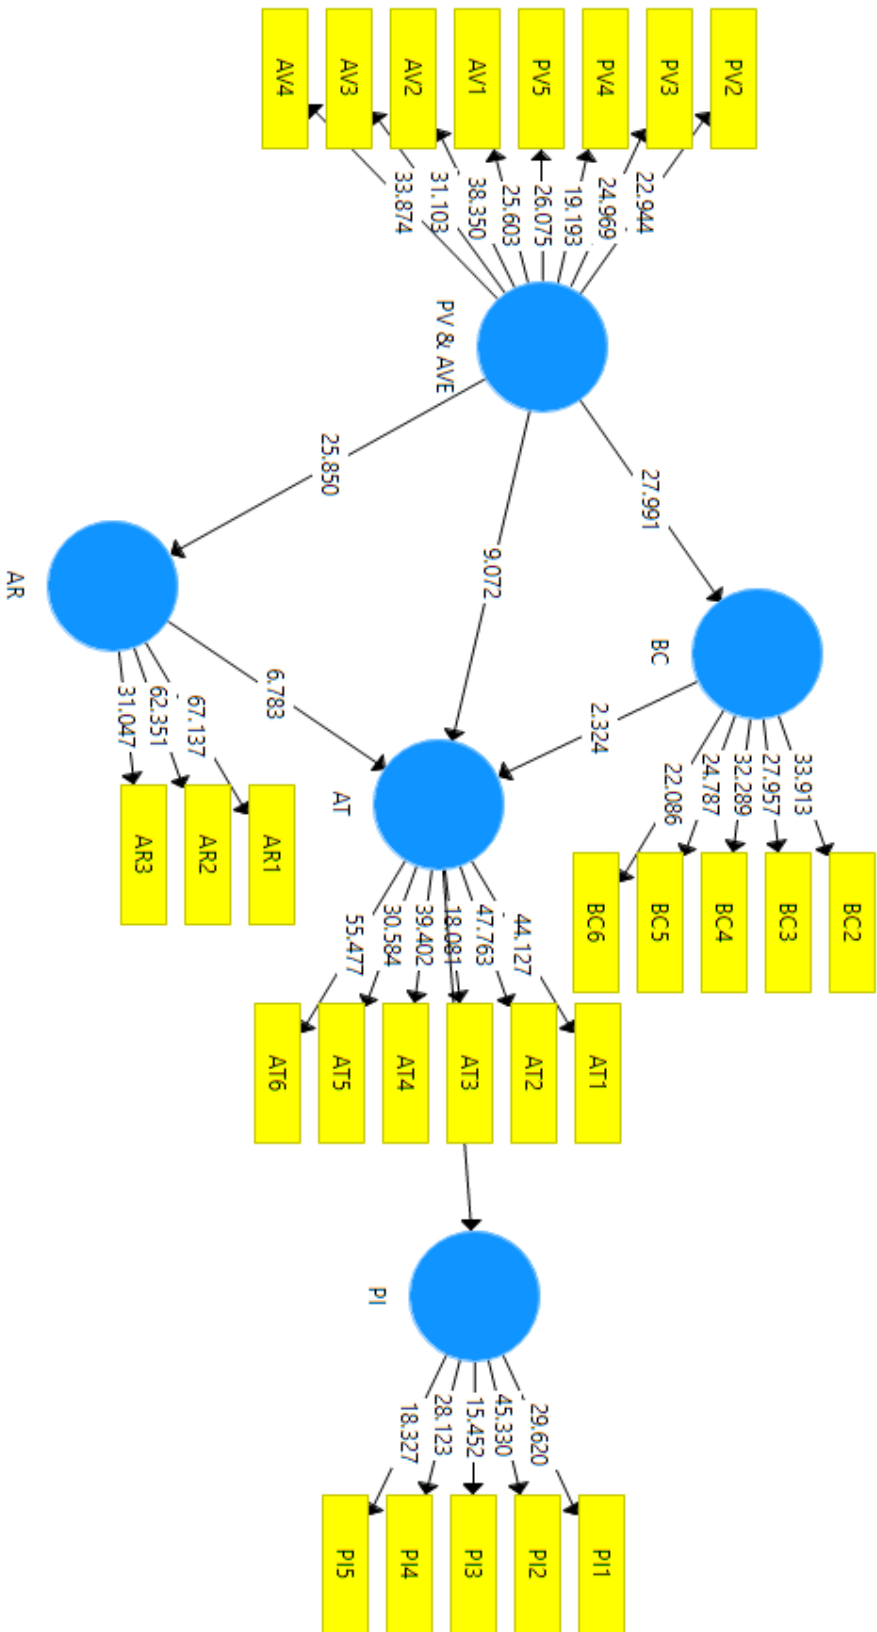 PV2
PV3
PV4
PV5
AV1
AV2
AV3
AV4
22.944
24.969
19.193
26.075
25.603
38.350
31.103
33.874
PV & AVE
27.991
9.072
25.850
BC
2.324
33.913
27.957
32.289
24.787
22.086
BC2
BC3
BC4
BC5
BC6
AR
6.783
67.137
62.351
31.047
AR1
AR2
AR3
AT
44.127
47.763
18.081
39.402
30.584
55.477
AT1
AT2
AT3
AT4
AT5
AT6
PI
29.620
45.330
15.452
28.123
18.327
PI1
PI2
PI3
PI4
PI5